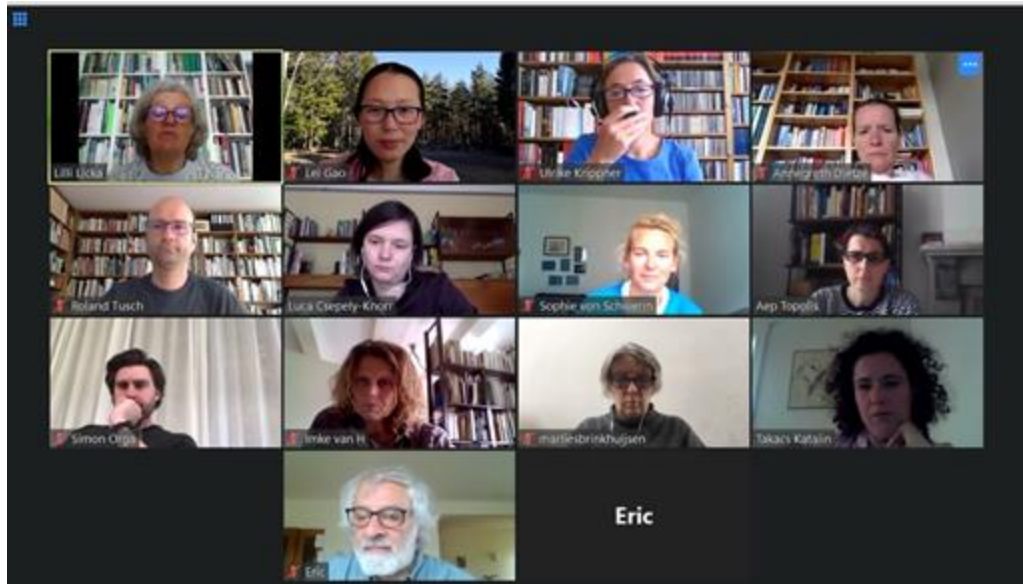 Lilli Licka
Lei Gao
Ulrike Krippner
Annegreth Dietze
Roland Tusch
Luca Csepely-Knorr
Sophie von Schwerin
Aep Topolis
Simon Orga
Imke van H
marliesbrinkhuijsen
Takacs Katalin
Eric
Eric